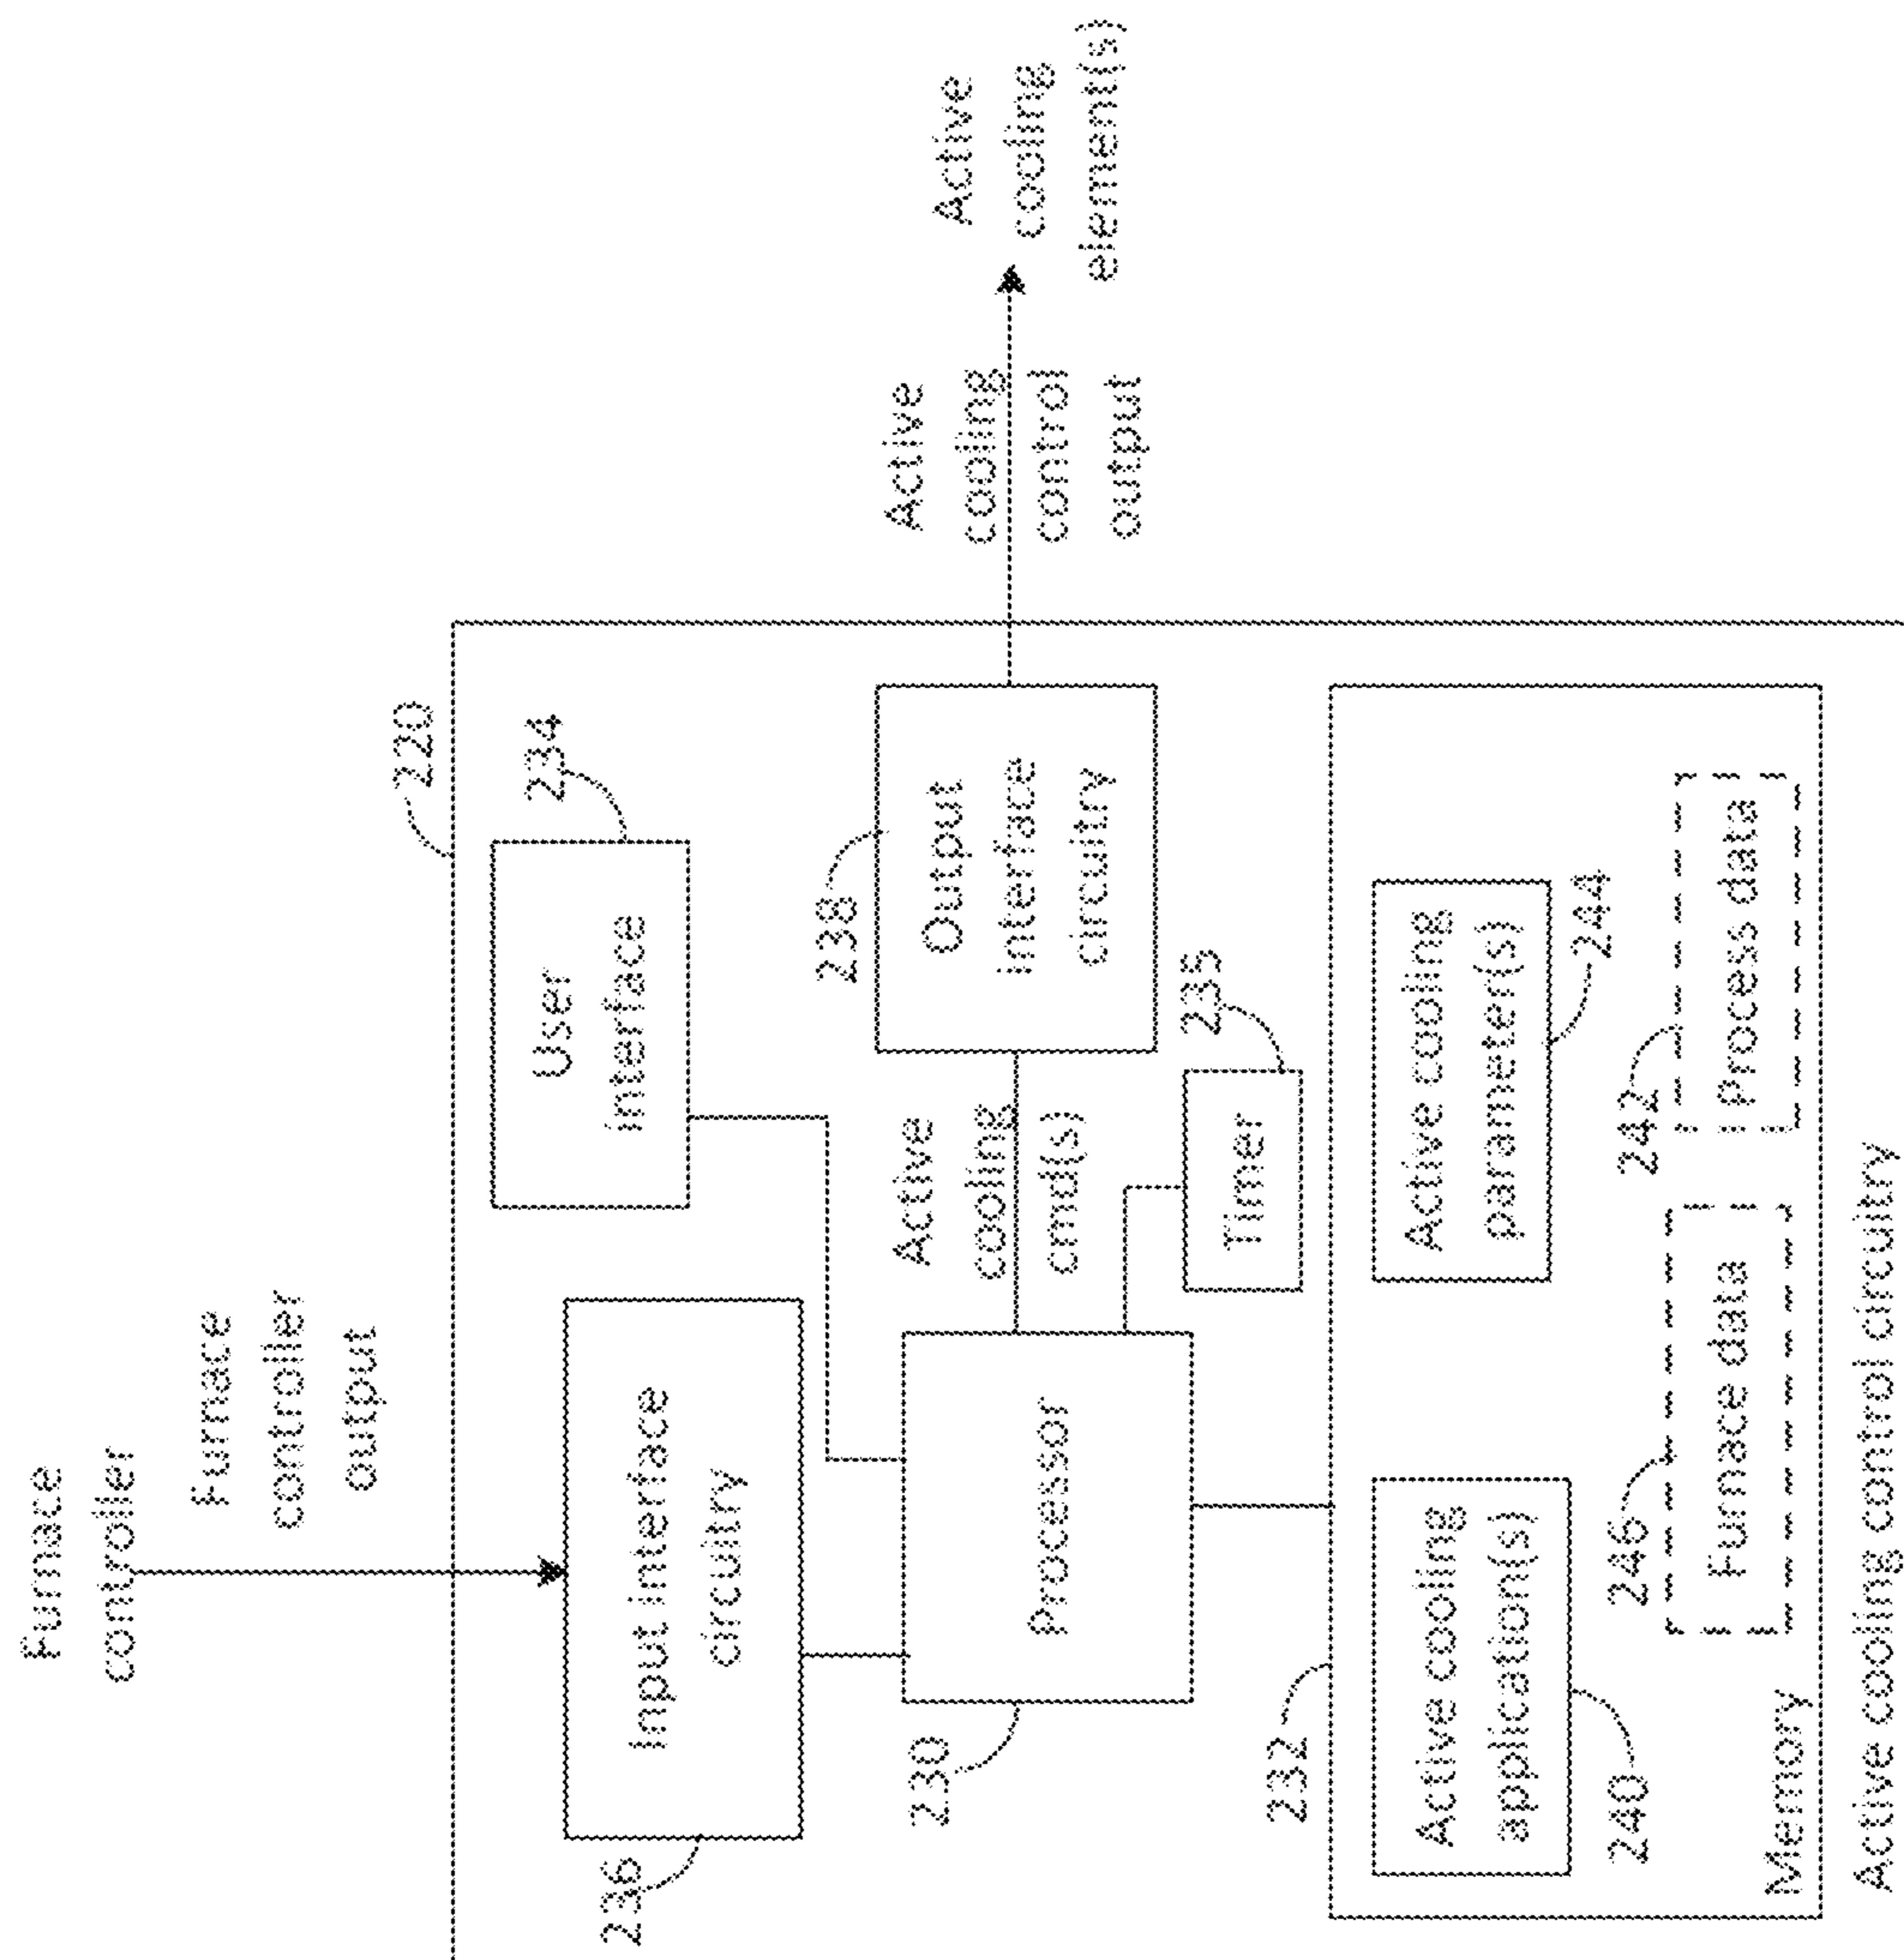 Furnace
controller
Furnace
controller
output
220
236
Input interface
circuitry
User
interface
234
230
Processor
Active
cooling
cmd(s)
238
Output
interface
circuitry
Active
cooling
control
output
Active
cooling
element(s)
Timer
235
232
Active cooling
application(s)
240
Active cooling
parameter(s)
244
246
Furnace data
242
Process data
Memory
Active cooling control circuitry